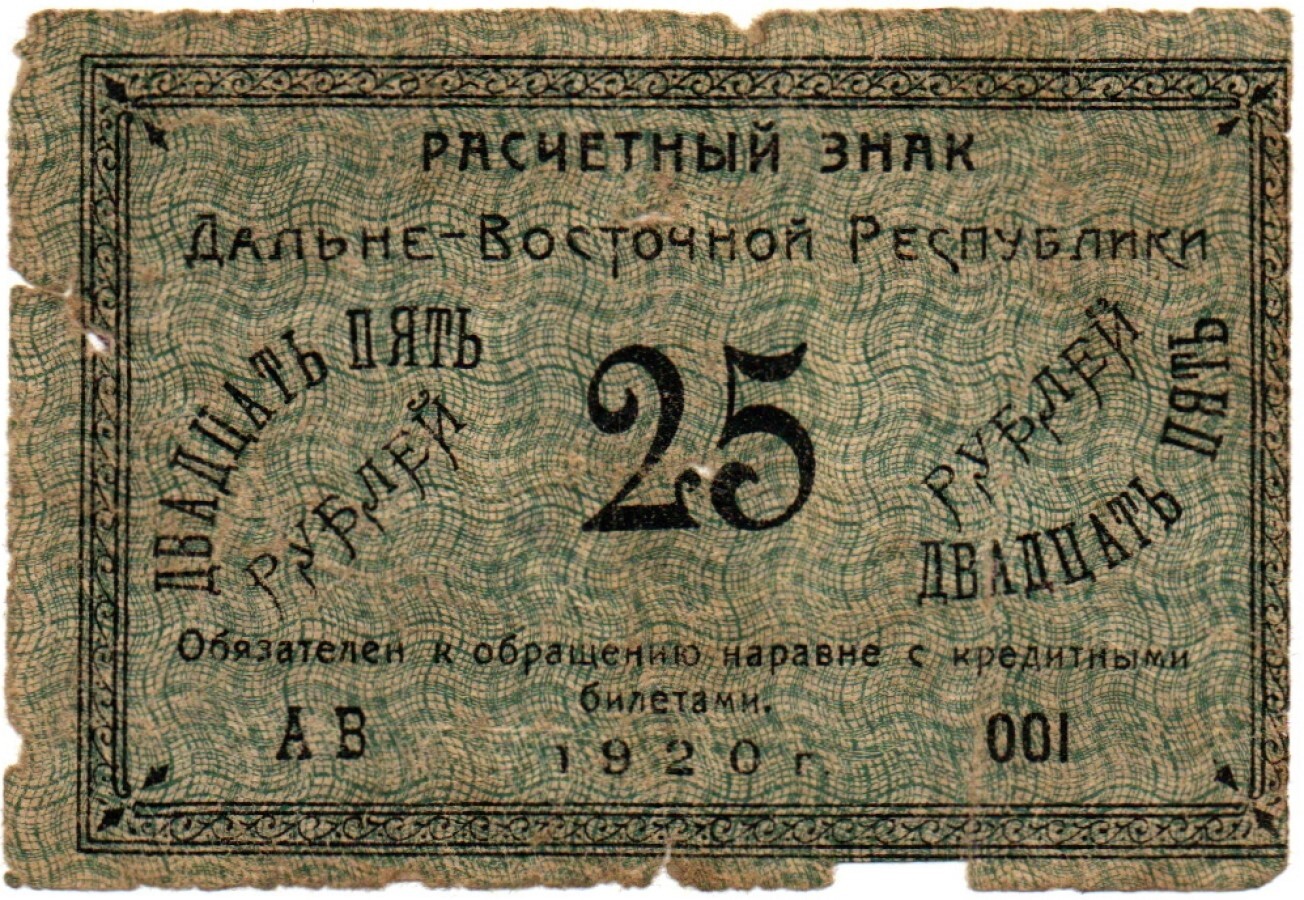 РАСЧЕТНЫЙ ЗНАК
Дальне-Восточной Республики
ДВАДЦАТЬ ПЯТЬ
РУБЛЕЙ
25
РУБЛЕЙ
ДВАДЦАТЬ ПЯТЬ
Обязателен к обращению наравне с кредитными
билетами.
АВ
1920 г.
001